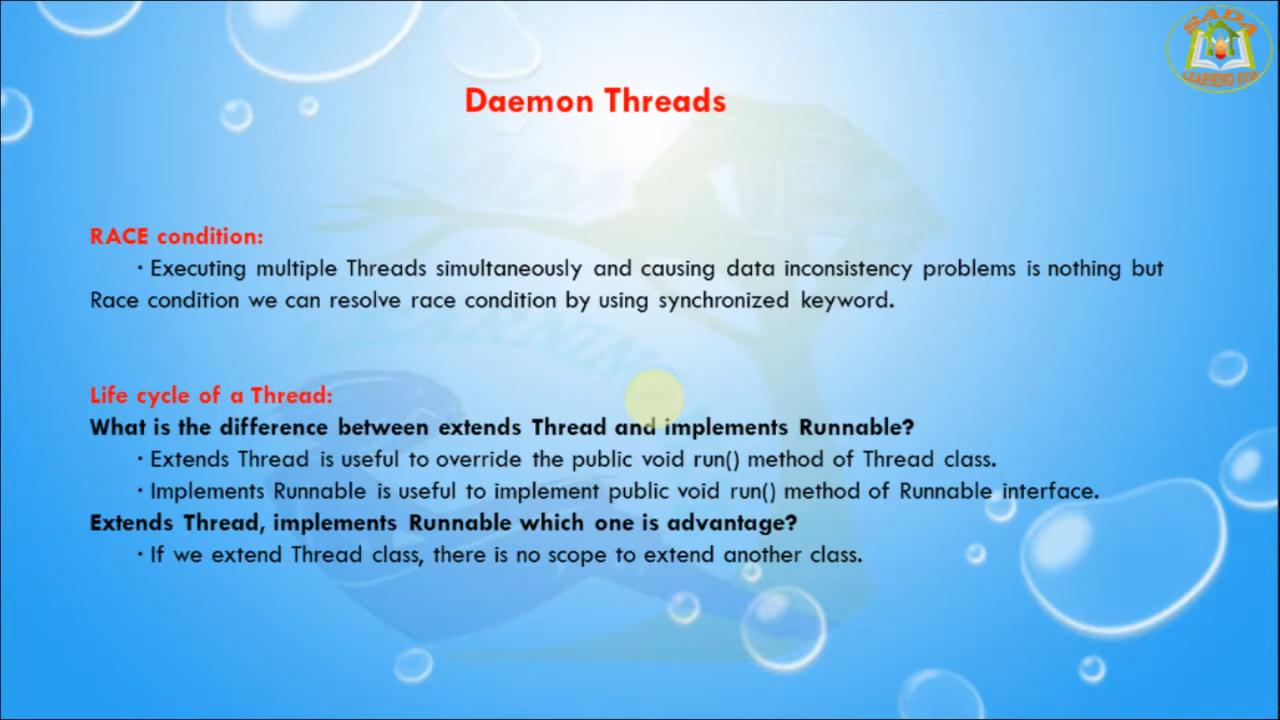 SADA
LEARNING HUB
Daemon Threads
RACE condition:
· Executing multiple Threads simultaneously and causing data inconsistency problems is nothing but
Race condition we can resolve race condition by using synchronized keyword.
LEARNING
Life cycle of a Thread:
What is the difference between extends Thread and implements Runnable?
· Extends Thread is useful to override the public void run() method of Thread class.
· Implements Runnable is useful to implement public void run() method of Runnable interface.
Extends Thread, implements Runnable which one is advantage?
· If we extend Thread class, there is no scope to extend another class.